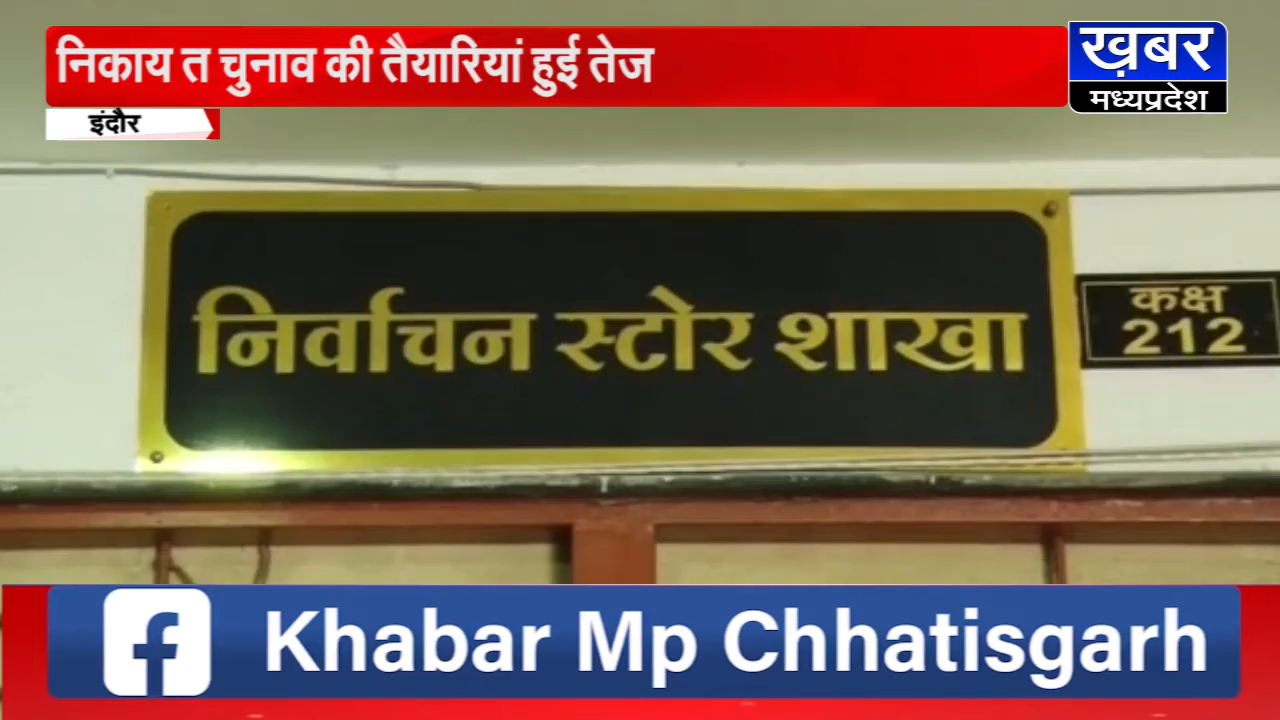 निकाय त चुनाव की तैयारियां हुई तेज
ख़बर
मध्यप्रदेश
इंदौर
निर्वाचन स्टोर शाखा
कक्ष
212
Khabar Mp Chhatisgarh